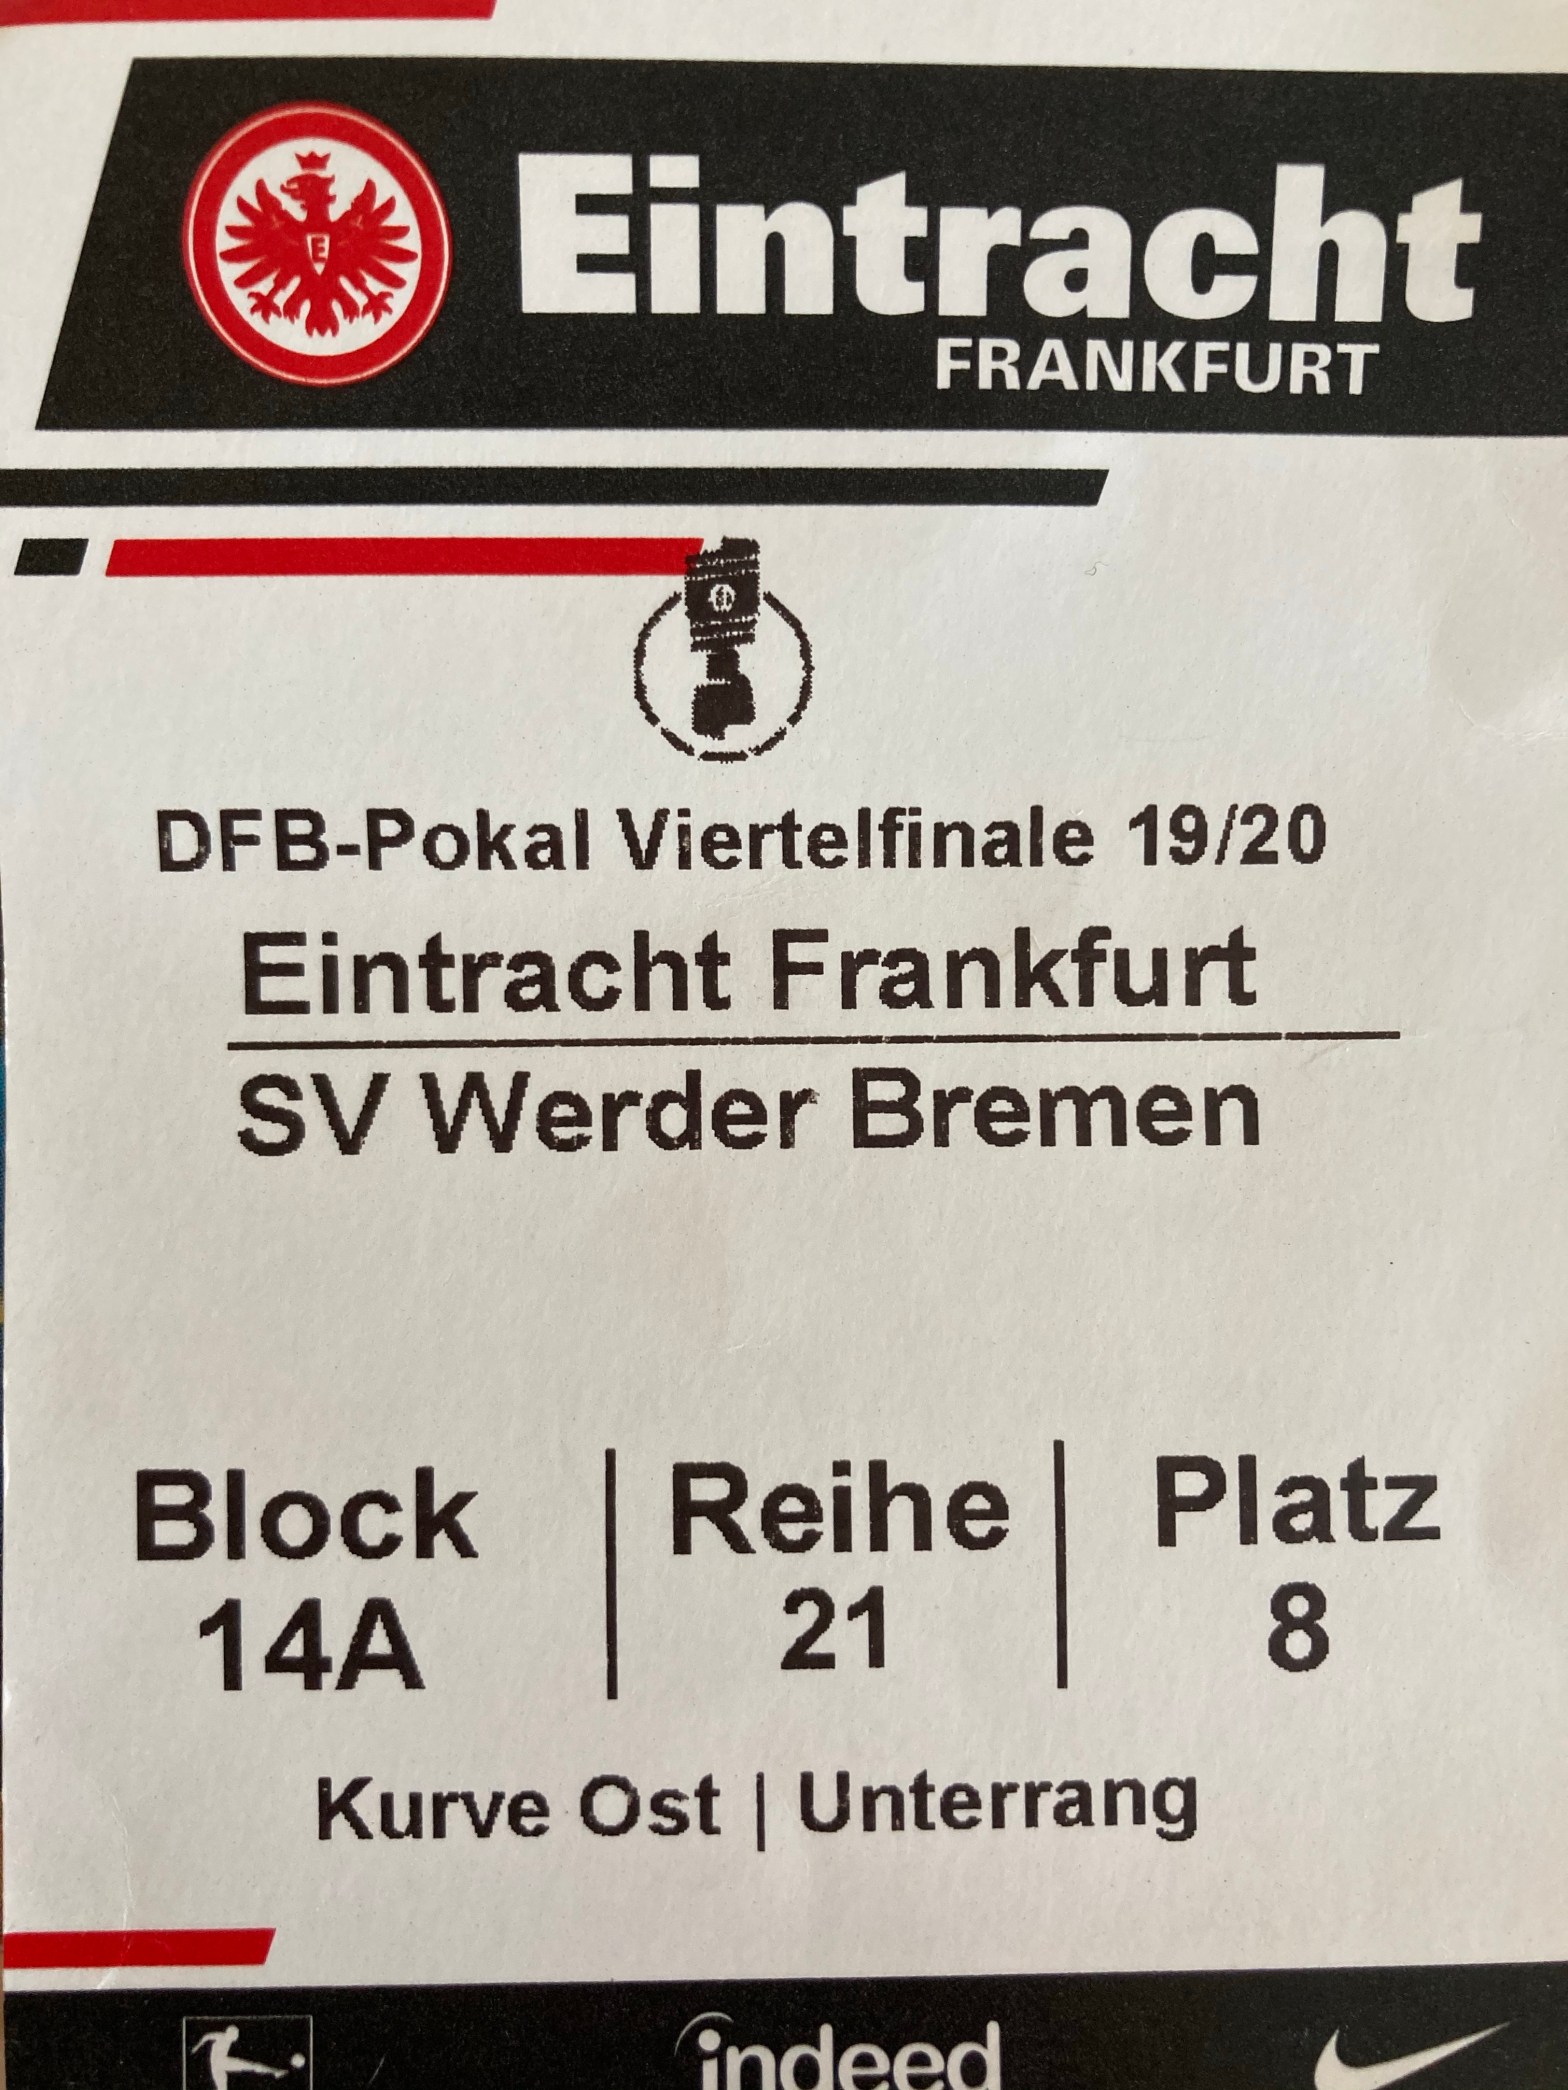 Eintracht
FRANKFURT
DFB-Pokal Viertelfinale 19/20
Eintracht Frankfurt
SV Werder Bremen
Block | Reihe | Platz
14A | 21 | 8
Kurve Ost | Unterrang
indeed